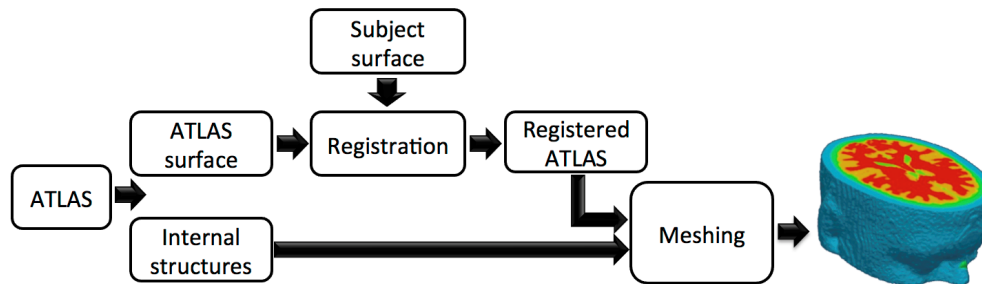 Subject
surface
ATLAS
surface
Registration
Registered
ATLAS
ATLAS
Internal
structures
Meshing